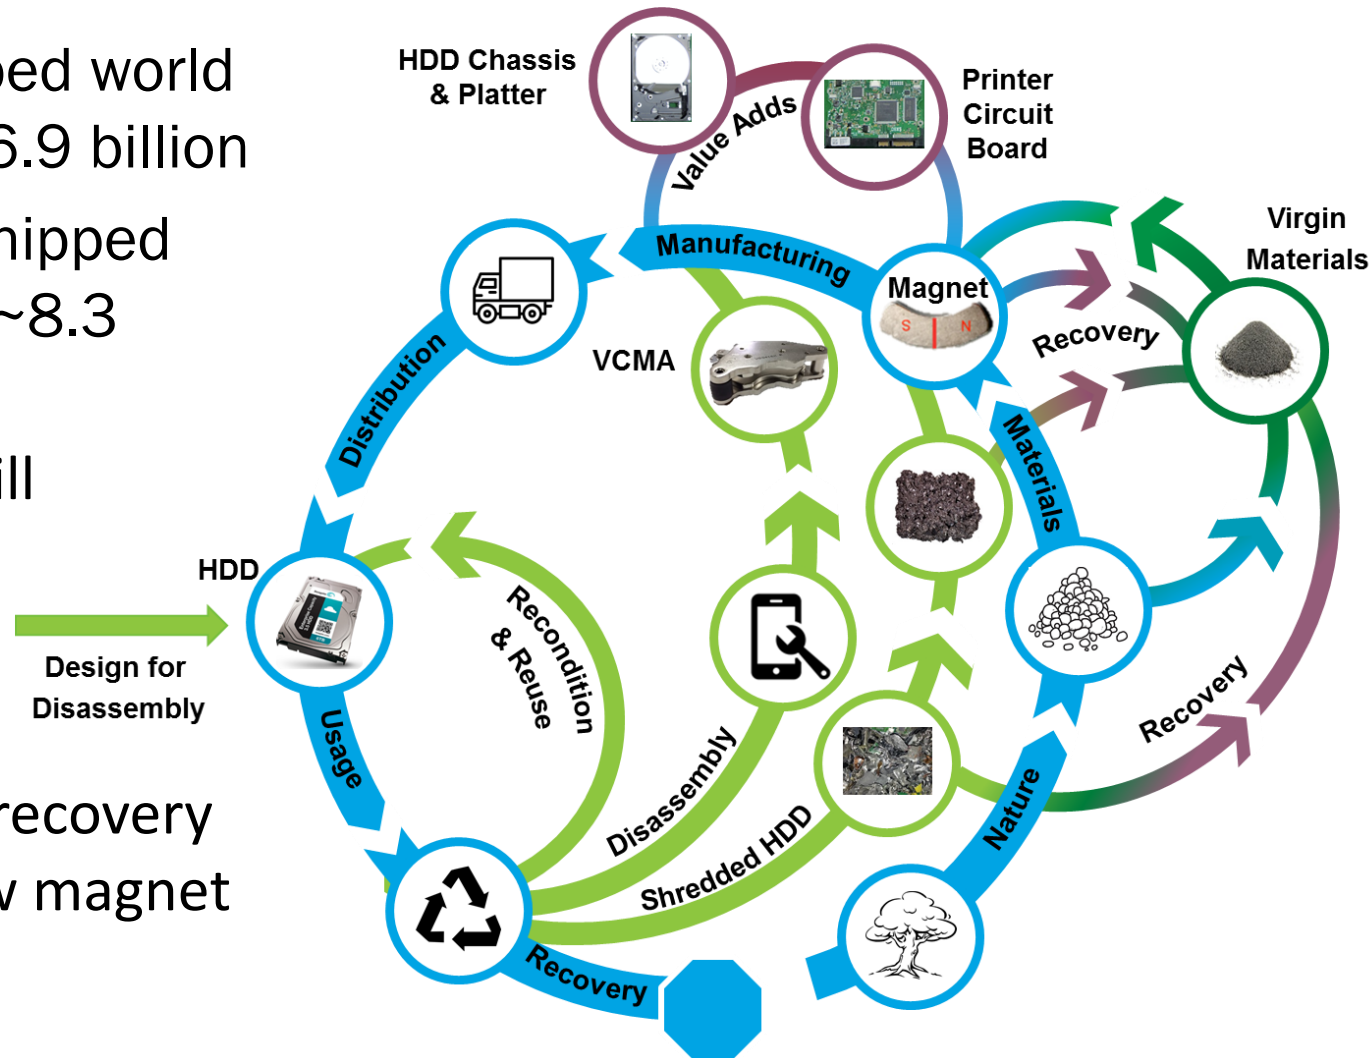 ped world
6.9 billion
hipped
~8.3
ill
recovery
w magnet
HDD Chassis
& Platter
Value Adds
Printer
Circuit
Board
Virgin
Materials
Manufacturing
Magnet
S N
Recovery
VCMA
Distribution
Materials
HDD
Recondition
& Reuse
Design for
Disassembly
Usage
Disassembly
Shredded HDD
Nature
Recovery
Recovery